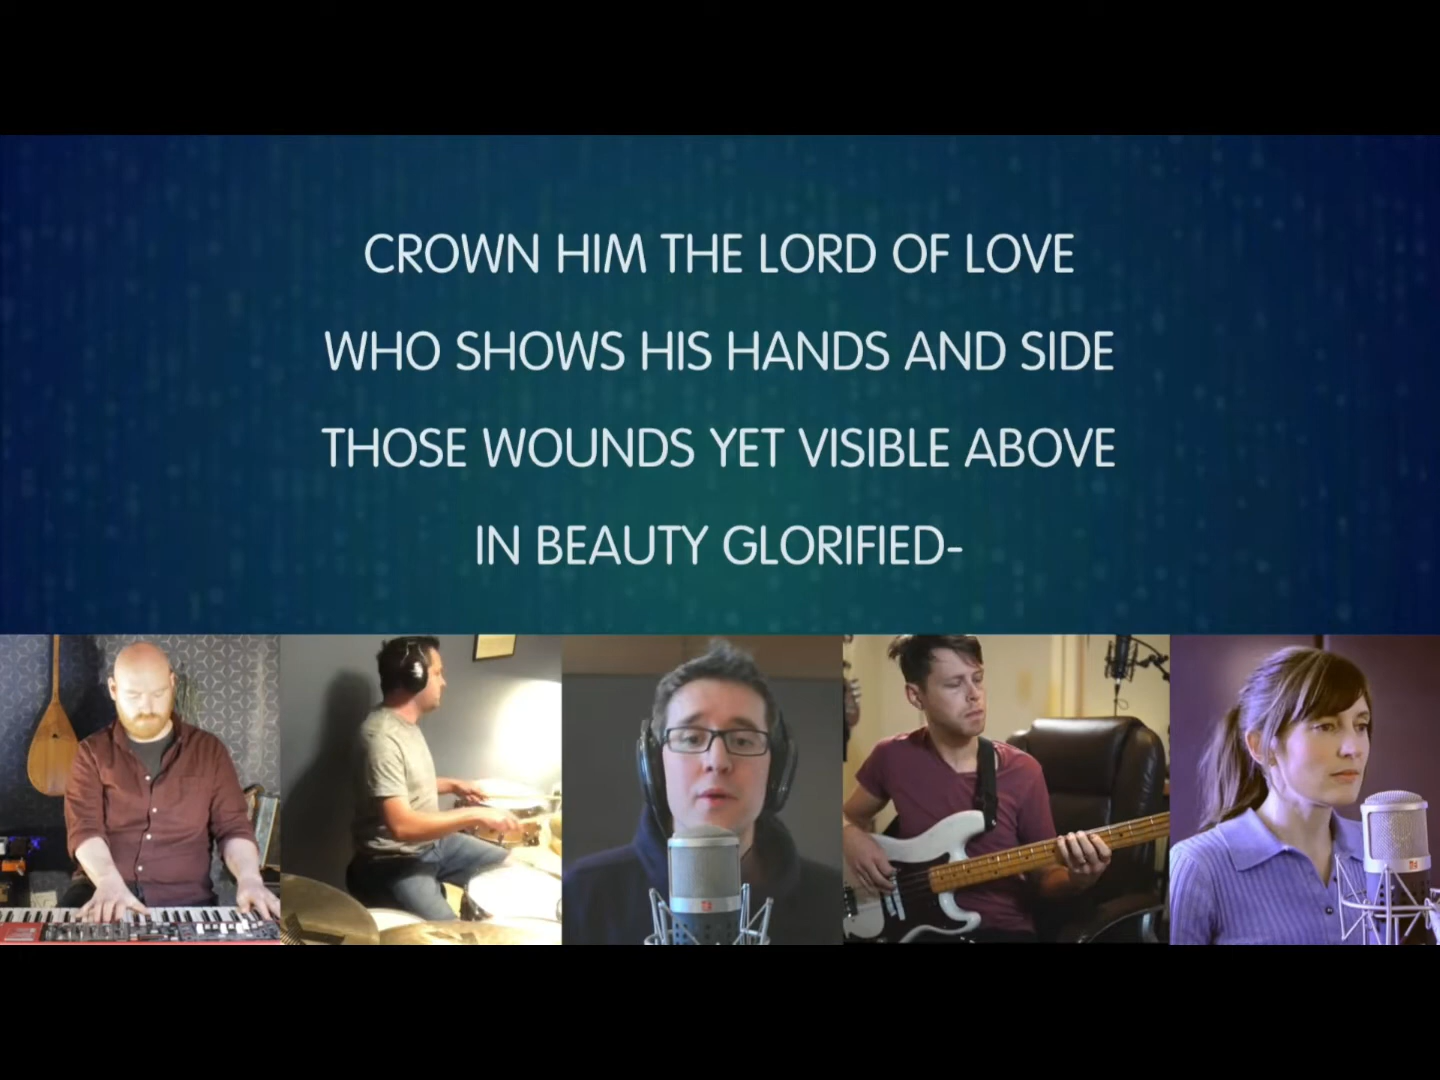 CROWN HIM THE LORD OF LOVE
WHO SHOWS HIS HANDS AND SIDE
THOSE WOUNDS YET VISIBLE ABOVE
IN BEAUTY GLORIFIED-